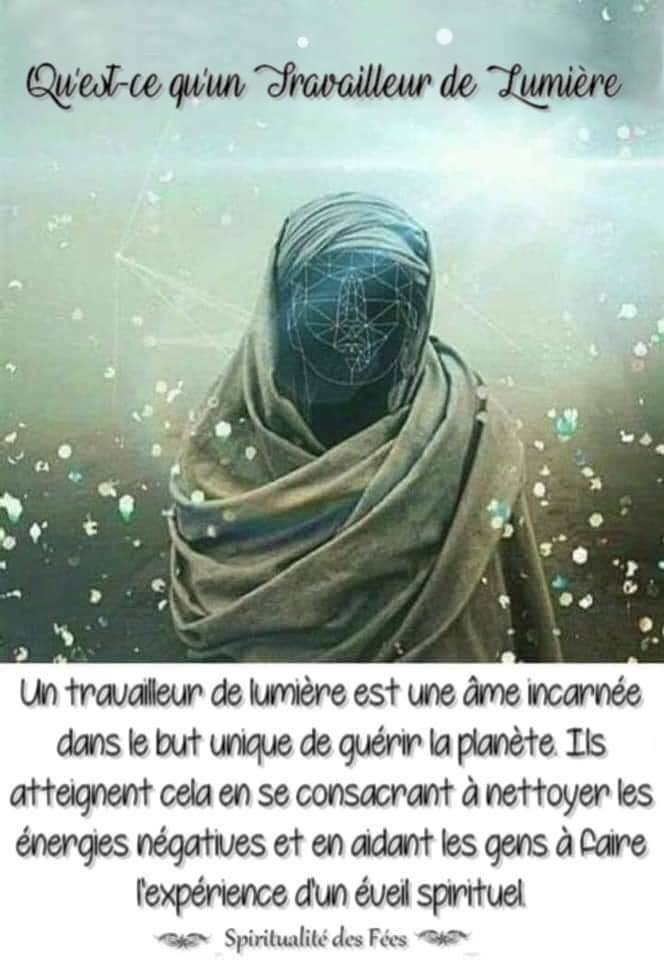 Qu'est-ce qu'un Travailleur de Lumière
Un travailleur de lumière est une âme incarnée
dans le but unique de guérir la planète. Ils
atteignent cela en se consacrant à nettoyer les
énergies négatives et en aidant les gens à faire
l'expérience d'un éveil spirituel.
Spiritualité des Fées